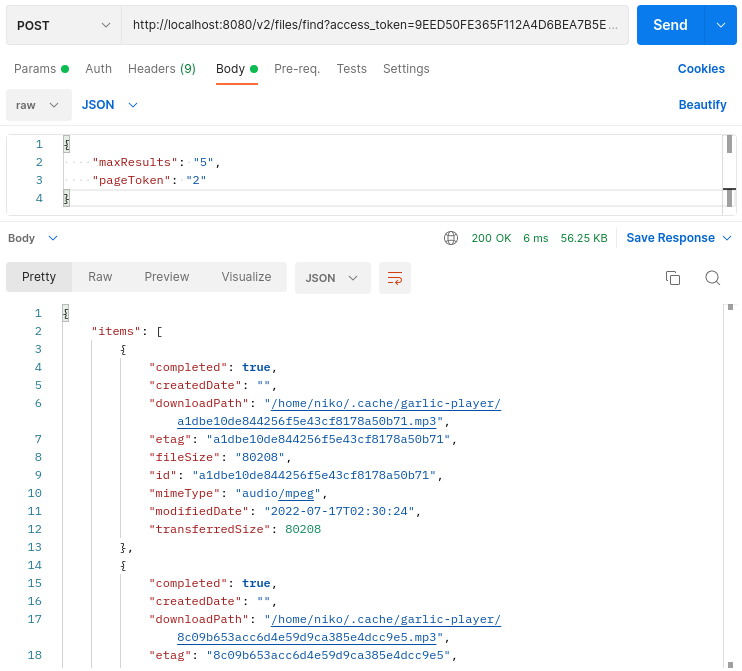 POST http://localhost:8080/v2/files/find?access_token=9EED50FE365F112A4D6BEA7B5E... Send
Params Auth Headers (9) Body Pre-req. Tests Settings Cookies
raw JSON Beautify
1 {
2 ····"maxResults":·"5",
3 ····"pageToken":·"2"
4 }
Body 200 OK 6 ms 56.25 KB Save Response
Pretty Raw Preview Visualize JSON
1 {
2 "items": [
3 {
4 "completed": true,
5 "createdDate": "",
6 "downloadPath": "/home/niko/.cache/garlic-player/
a1dbe10de844256f5e43cf8178a50b71.mp3",
7 "etag": "a1dbe10de844256f5e43cf8178a50b71",
8 "fileSize": "80208",
9 "id": "a1dbe10de844256f5e43cf8178a50b71",
10 "mimeType": "audio/mpeg",
11 "modifiedDate": "2022-07-17T02:30:24",
12 "transferredSize": 80208
13 },
14 {
15 "completed": true,
16 "createdDate": "",
17 "downloadPath": "/home/niko/.cache/garlic-player/
8c09b653acc6d4e59d9ca385e4dcc9e5.mp3",
18 "etag": "8c09b653acc6d4e59d9ca385e4dcc9e5",